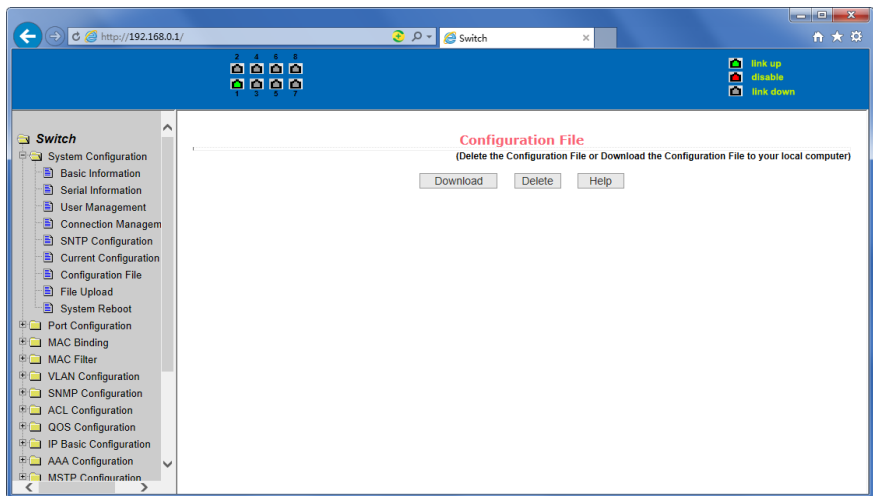 http://192.168.0.1/
Switch
2 4 6 8
1 3 5 7
link up
disable
link down
Switch
System Configuration
Basic Information
Serial Information
User Management
Connection Managem
SNTP Configuration
Current Configuration
Configuration File
File Upload
System Reboot
Port Configuration
MAC Binding
MAC Filter
VLAN Configuration
SNMP Configuration
ACL Configuration
QOS Configuration
IP Basic Configuration
AAA Configuration
MSTP Configuration
Configuration File
(Delete the Configuration File or Download the Configuration File to your local computer)
Download Delete Help